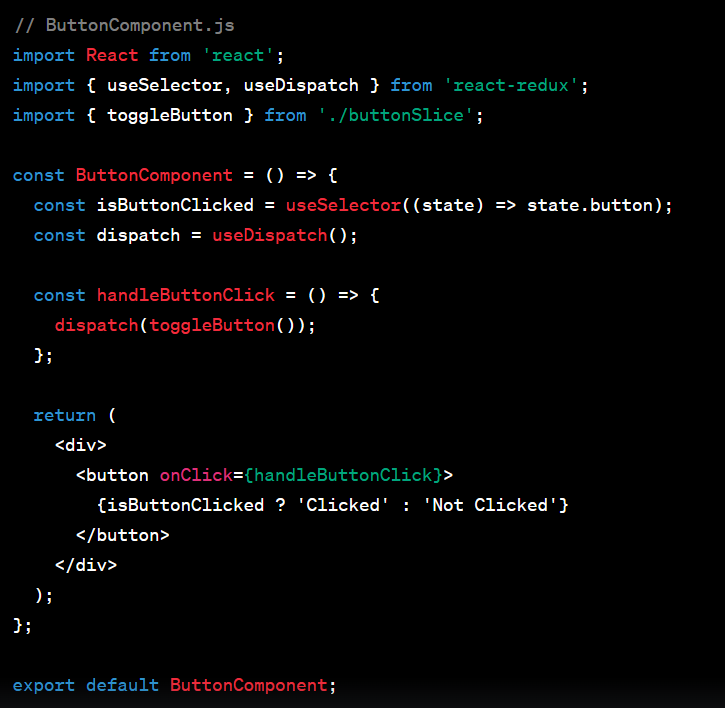 // ButtonComponent.js
import React from 'react';
import { useSelector, useDispatch } from 'react-redux';
import { toggleButton } from './buttonSlice';
const ButtonComponent = () => {
  const isButtonClicked = useSelector((state) => state.button);
  const dispatch = useDispatch();
  const handleButtonClick = () => {
    dispatch(toggleButton());
  };
  return (
    <div>
      <button onClick={handleButtonClick}>
        {isButtonClicked ? 'Clicked' : 'Not Clicked'}
      </button>
    </div>
  );
};
export default ButtonComponent;